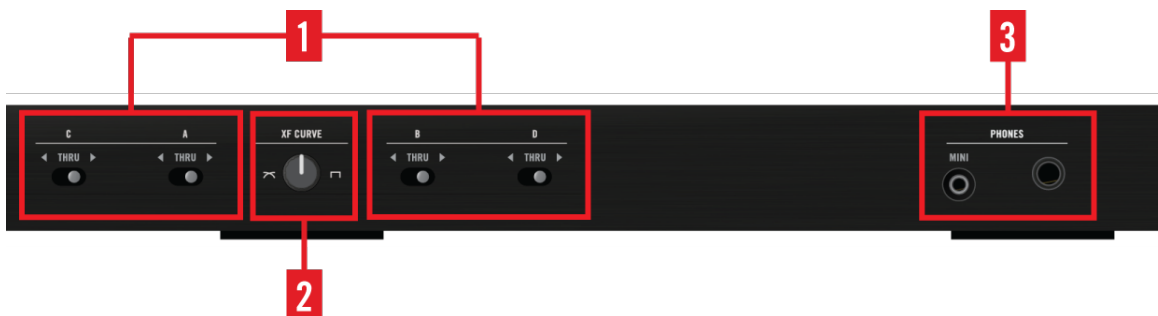 1
3
C A XF CURVE B D PHONES
◀ THRU ▶ ◀ THRU ▶ ◀ THRU ▶ ◀ THRU ▶ MINI
2